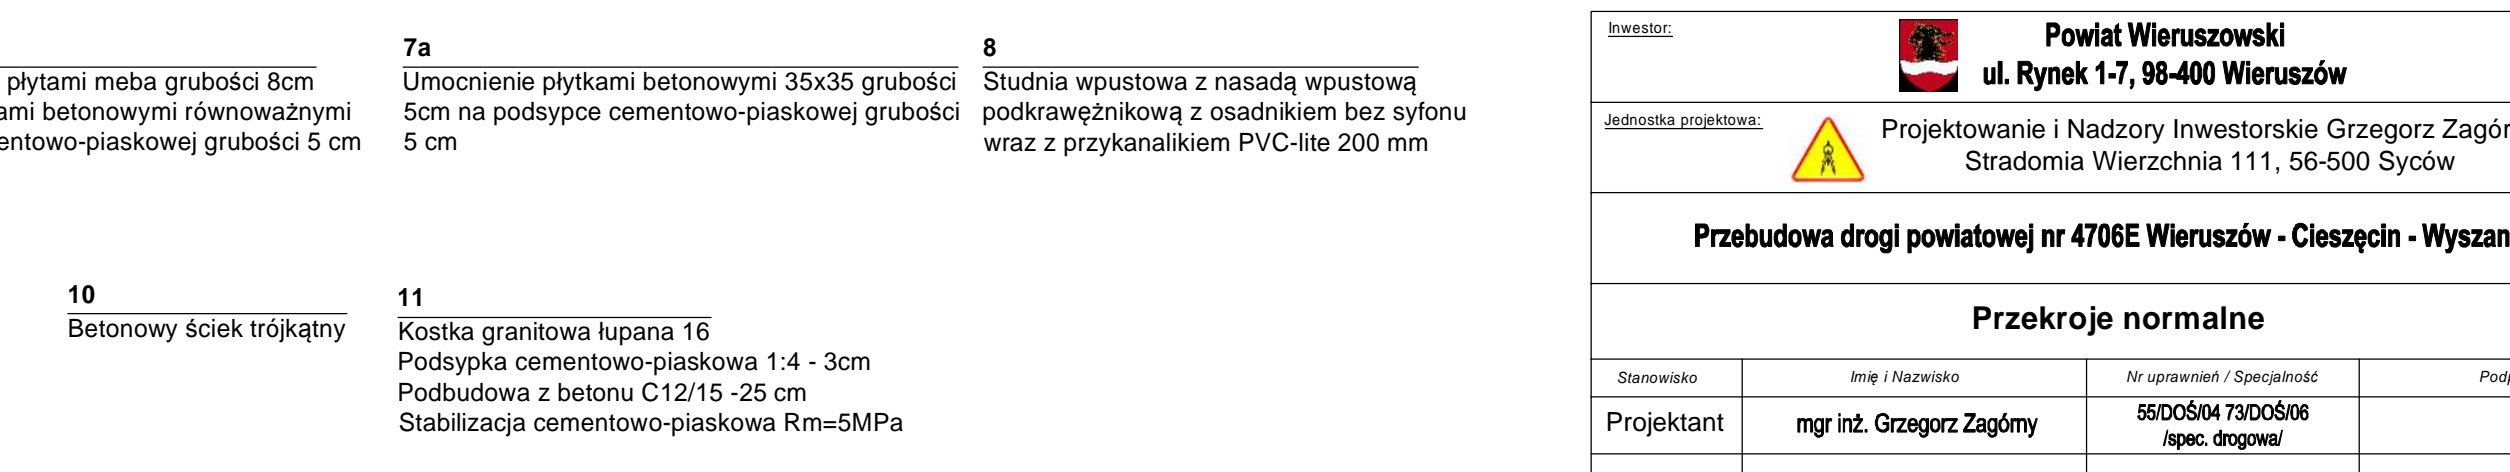 płytami meba grubości 8cm
betonowymi równoważnymi
grubości 5 cm
7a
Umocnienie płytkami betonowymi 35x35 grubości
5cm na podsypce cementowo-piaskowej grubości
5 cm
8
Studnia wpustowa z nasadą wpustową
podkrawężnikową z osadnikiem bez syfonu
wraz z przykanalikiem PVC-lite 200 mm
10
Betonowy ściek trójkątny
11
Kostka granitowa łupana 16
Podsypka cementowo-piaskowa 1:4 - 3cm
Podbudowa z betonu C12/15 -25 cm
Stabilizacja cementowo-piaskowa Rm=5MPa
Inwestor:
Powiat Wieruszowski
ul. Rynek 1-7, 98-400 Wieruszów
Jednostka projektowa:
Projektowanie i Nadzory Inwestorskie Grzegorz
Stradomia Wierzchnia 111, 56-500 Syców
Przebudowa drogi powiatowej nr 4706E Wieruszów - Cieszęcin -
Przekroje normalne
Stanowisko
Imię i Nazwisko
Nr uprawnień / Specjalność
Projektant
mgr inż. Grzegorz Zagórny
55/DOŚ/04 73/DOŚ/06
/spec. drogowa/